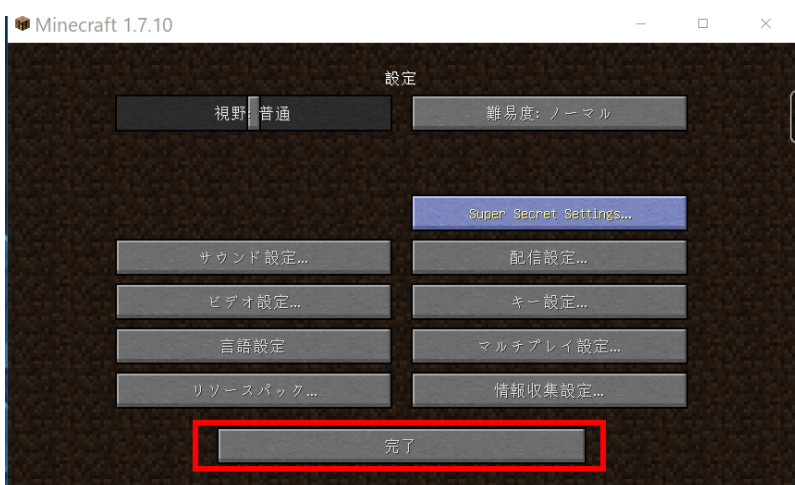 Minecraft 1.7.10
設定
視野: 普通
難易度: ノーマル
Super Secret Settings...
サウンド設定...
配信設定...
ビデオ設定...
キー設定...
言語設定
マルチプレイ設定...
リソースパック...
情報収集設定...
完了